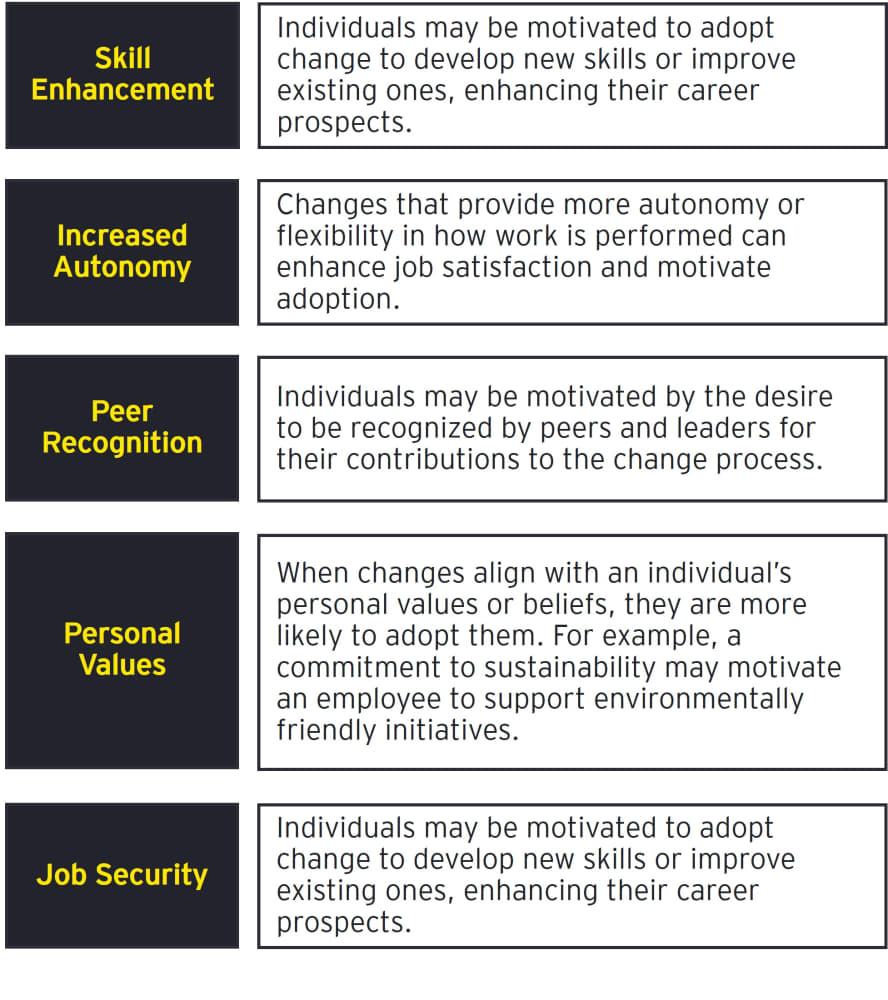 Skill
Enhancement
Individuals may be motivated to adopt
change to develop new skills or improve
existing ones, enhancing their career
prospects.
Increased
Autonomy
Changes that provide more autonomy or
flexibility in how work is performed can
enhance job satisfaction and motivate
adoption.
Peer
Recognition
Individuals may be motivated by the desire
to be recognized by peers and leaders for
their contributions to the change process.
Personal
Values
When changes align with an individual's
personal values or beliefs, they are more
likely to adopt them. For example, a
commitment to sustainability may motivate
an employee to support environmentally
friendly initiatives.
Job Security
Individuals may be motivated to adopt
change to develop new skills or improve
existing ones, enhancing their career
prospects.